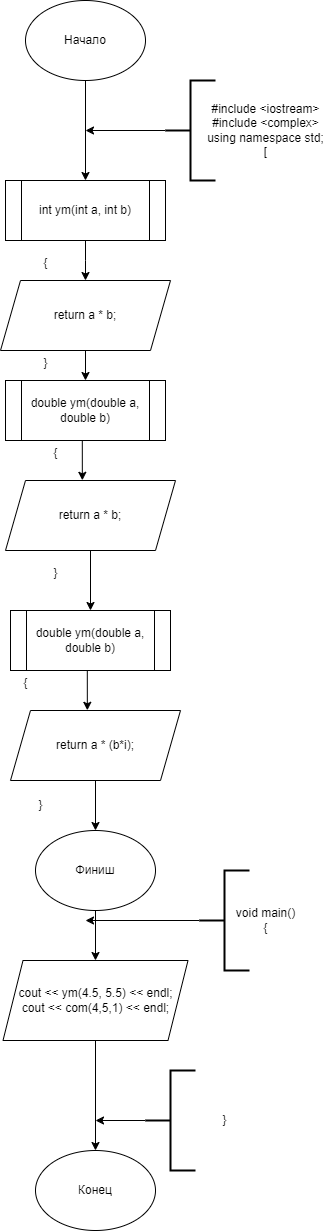 Начало
#include <iostream>
#include <complex>
using namespace std;
[
int ym(int a, int b)
{
return a * b;
}
double ym(double a,
double b)
{
return a * b;
}
double ym(double a,
double b)
{
return a * (b*i);
}
Финиш
void main()
{
cout << ym(4.5, 5.5) << endl;
cout << com(4,5,1) << endl;
}
Конец